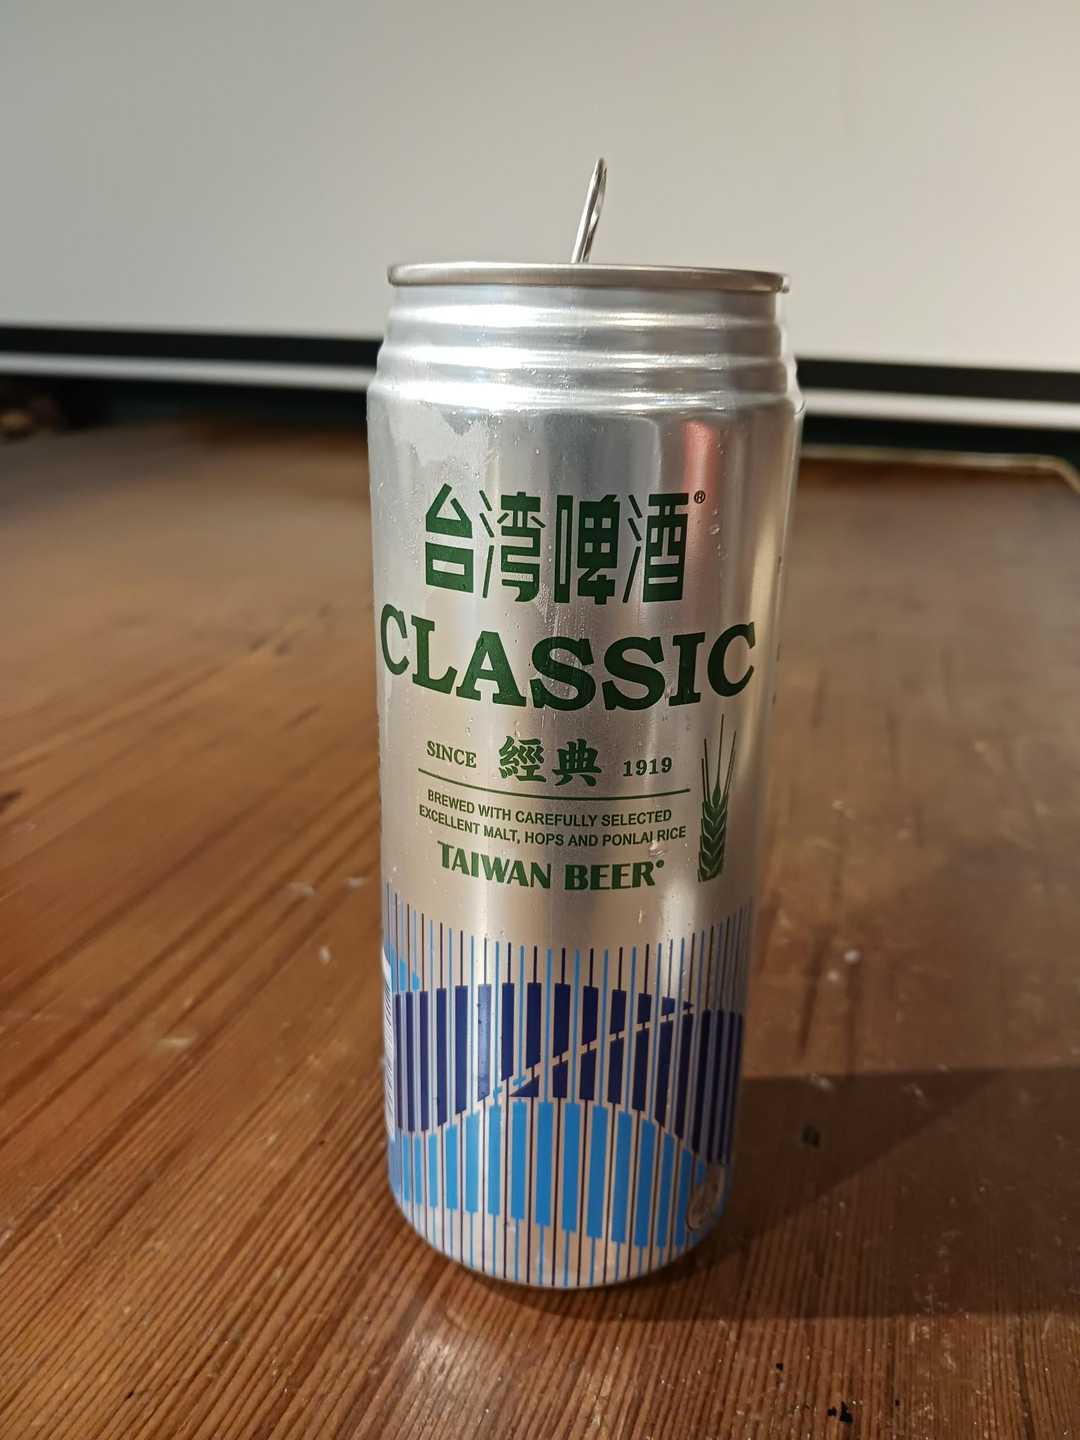 台湾啤酒®
CLASSIC
SINCE 經典 1919
BREWED WITH CAREFULLY SELECTED
EXCELLENT MALT, HOPS AND PONLAI RICE
TAIWAN BEER®